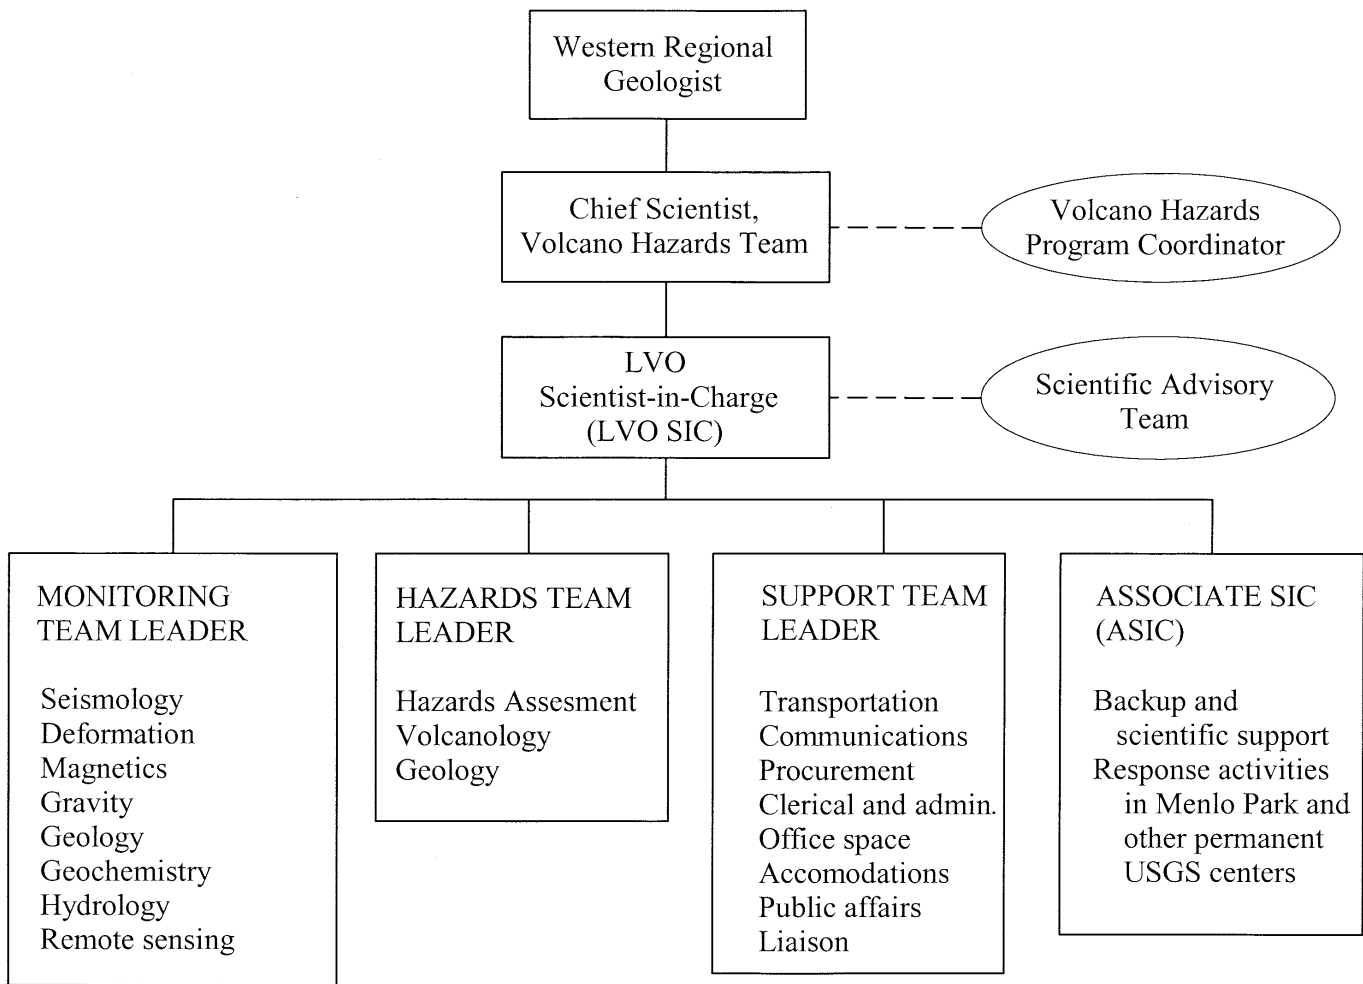 Western Regional
Geologist
Chief Scientist,
Volcano Hazards Team
Volcano Hazards
Program Coordinator
LVO
Scientist-in-Charge
(LVO SIC)
Scientific Advisory
Team
MONITORING
TEAM LEADER
Seismology
Deformation
Magnetics
Gravity
Geology
Geochemistry
Hydrology
Remote sensing
HAZARDS TEAM
LEADER
Hazards Assesment
Volcanology
Geology
SUPPORT TEAM
LEADER
Transportation
Communications
Procurement
Clerical and admin.
Office space
Accomodations
Public affairs
Liaison
ASSOCIATE SIC
(ASIC)
Backup and
scientific support
Response activities
in Menlo Park and
other permanent
USGS centers